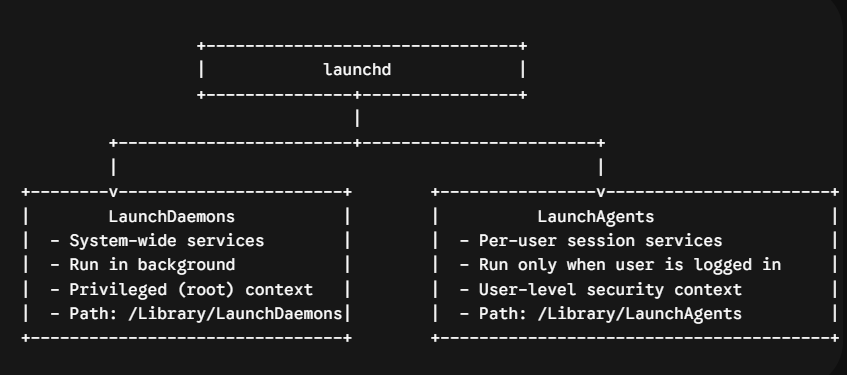 launchd
LaunchDaemons
- System-wide services
- Run in background
- Privileged (root) context
- Path: /Library/LaunchDaemons
LaunchAgents
- Per-user session services
- Run only when user is logged in
- User-level security context
- Path: /Library/LaunchAgents